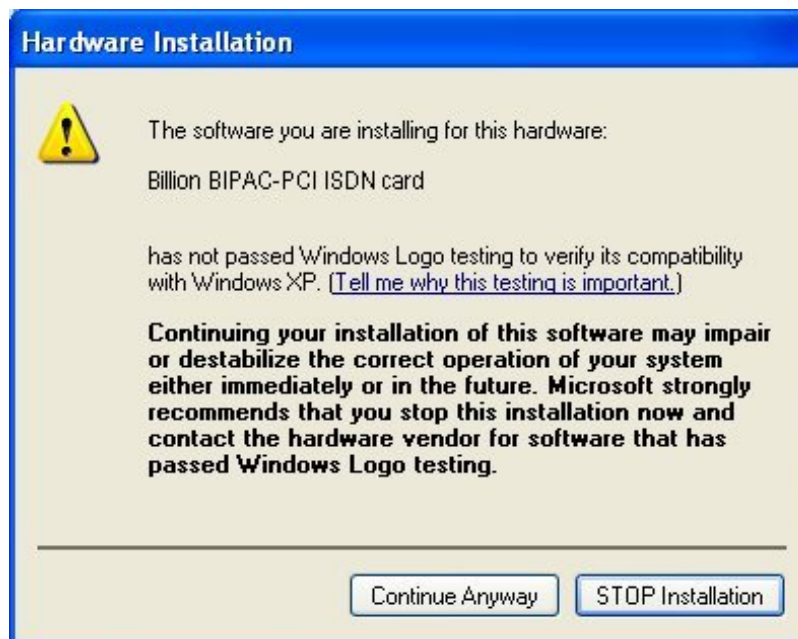 Hardware Installation
The software you are installing for this hardware:
Billion BIPAC-PCI ISDN card
has not passed Windows Logo testing to verify its compatibility
with Windows XP. (Tell me why this testing is important.)
Continuing your installation of this software may impair
or destabilize the correct operation of your system
either immediately or in the future. Microsoft strongly
recommends that you stop this installation now and
contact the hardware vendor for software that has
passed Windows Logo testing.
Continue Anyway
STOP Installation